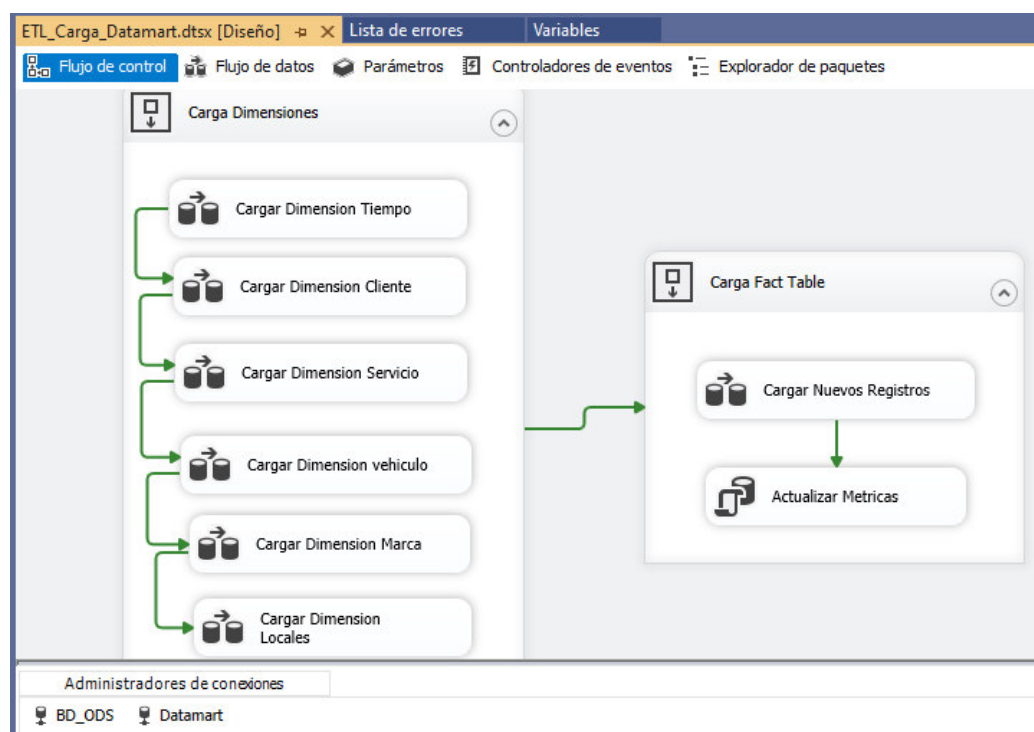 ETL_Carga_Datamart.dtsx [Diseño] Lista de errores Variables
Flujo de control Flujo de datos Parámetros Controladores de eventos Explorador de paquetes
Carga Dimensiones
Cargar Dimension Tiempo
Cargar Dimension Cliente
Cargar Dimension Servicio
Cargar Dimension vehiculo
Cargar Dimension Marca
Cargar Dimension
Locales
Carga Fact Table
Cargar Nuevos Registros
Actualizar Metricas
Administradores de conexiones
BD_ODS Datamart